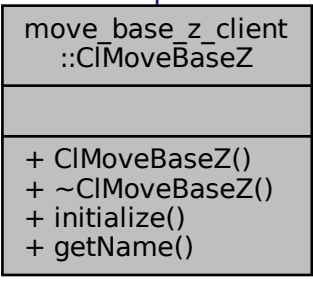 move_base_z_client
::ClMoveBaseZ
+ ClMoveBaseZ()
+ ~ClMoveBaseZ()
+ initialize()
+ getName()